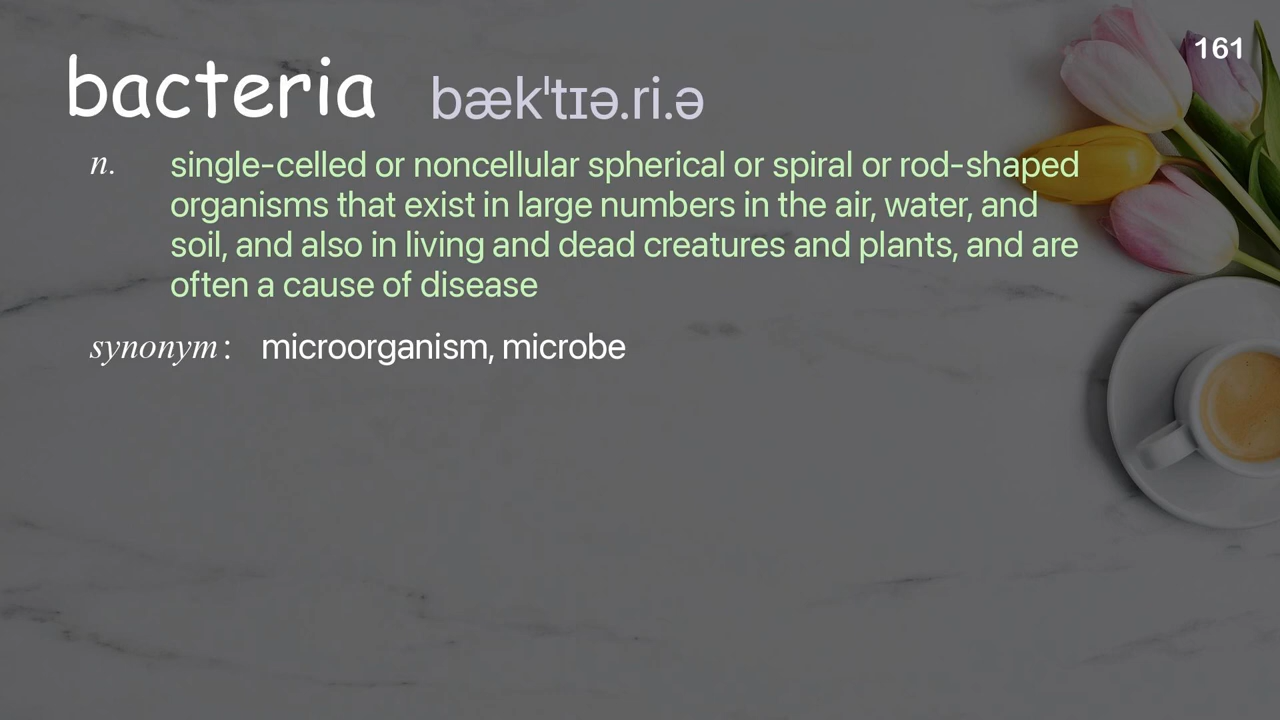 161
bacteria bækˈtɪə.ri.ə
n. single-celled or noncellular spherical or spiral or rod-shaped
organisms that exist in large numbers in the air, water, and
soil, and also in living and dead creatures and plants, and are
often a cause of disease
synonym: microorganism, microbe